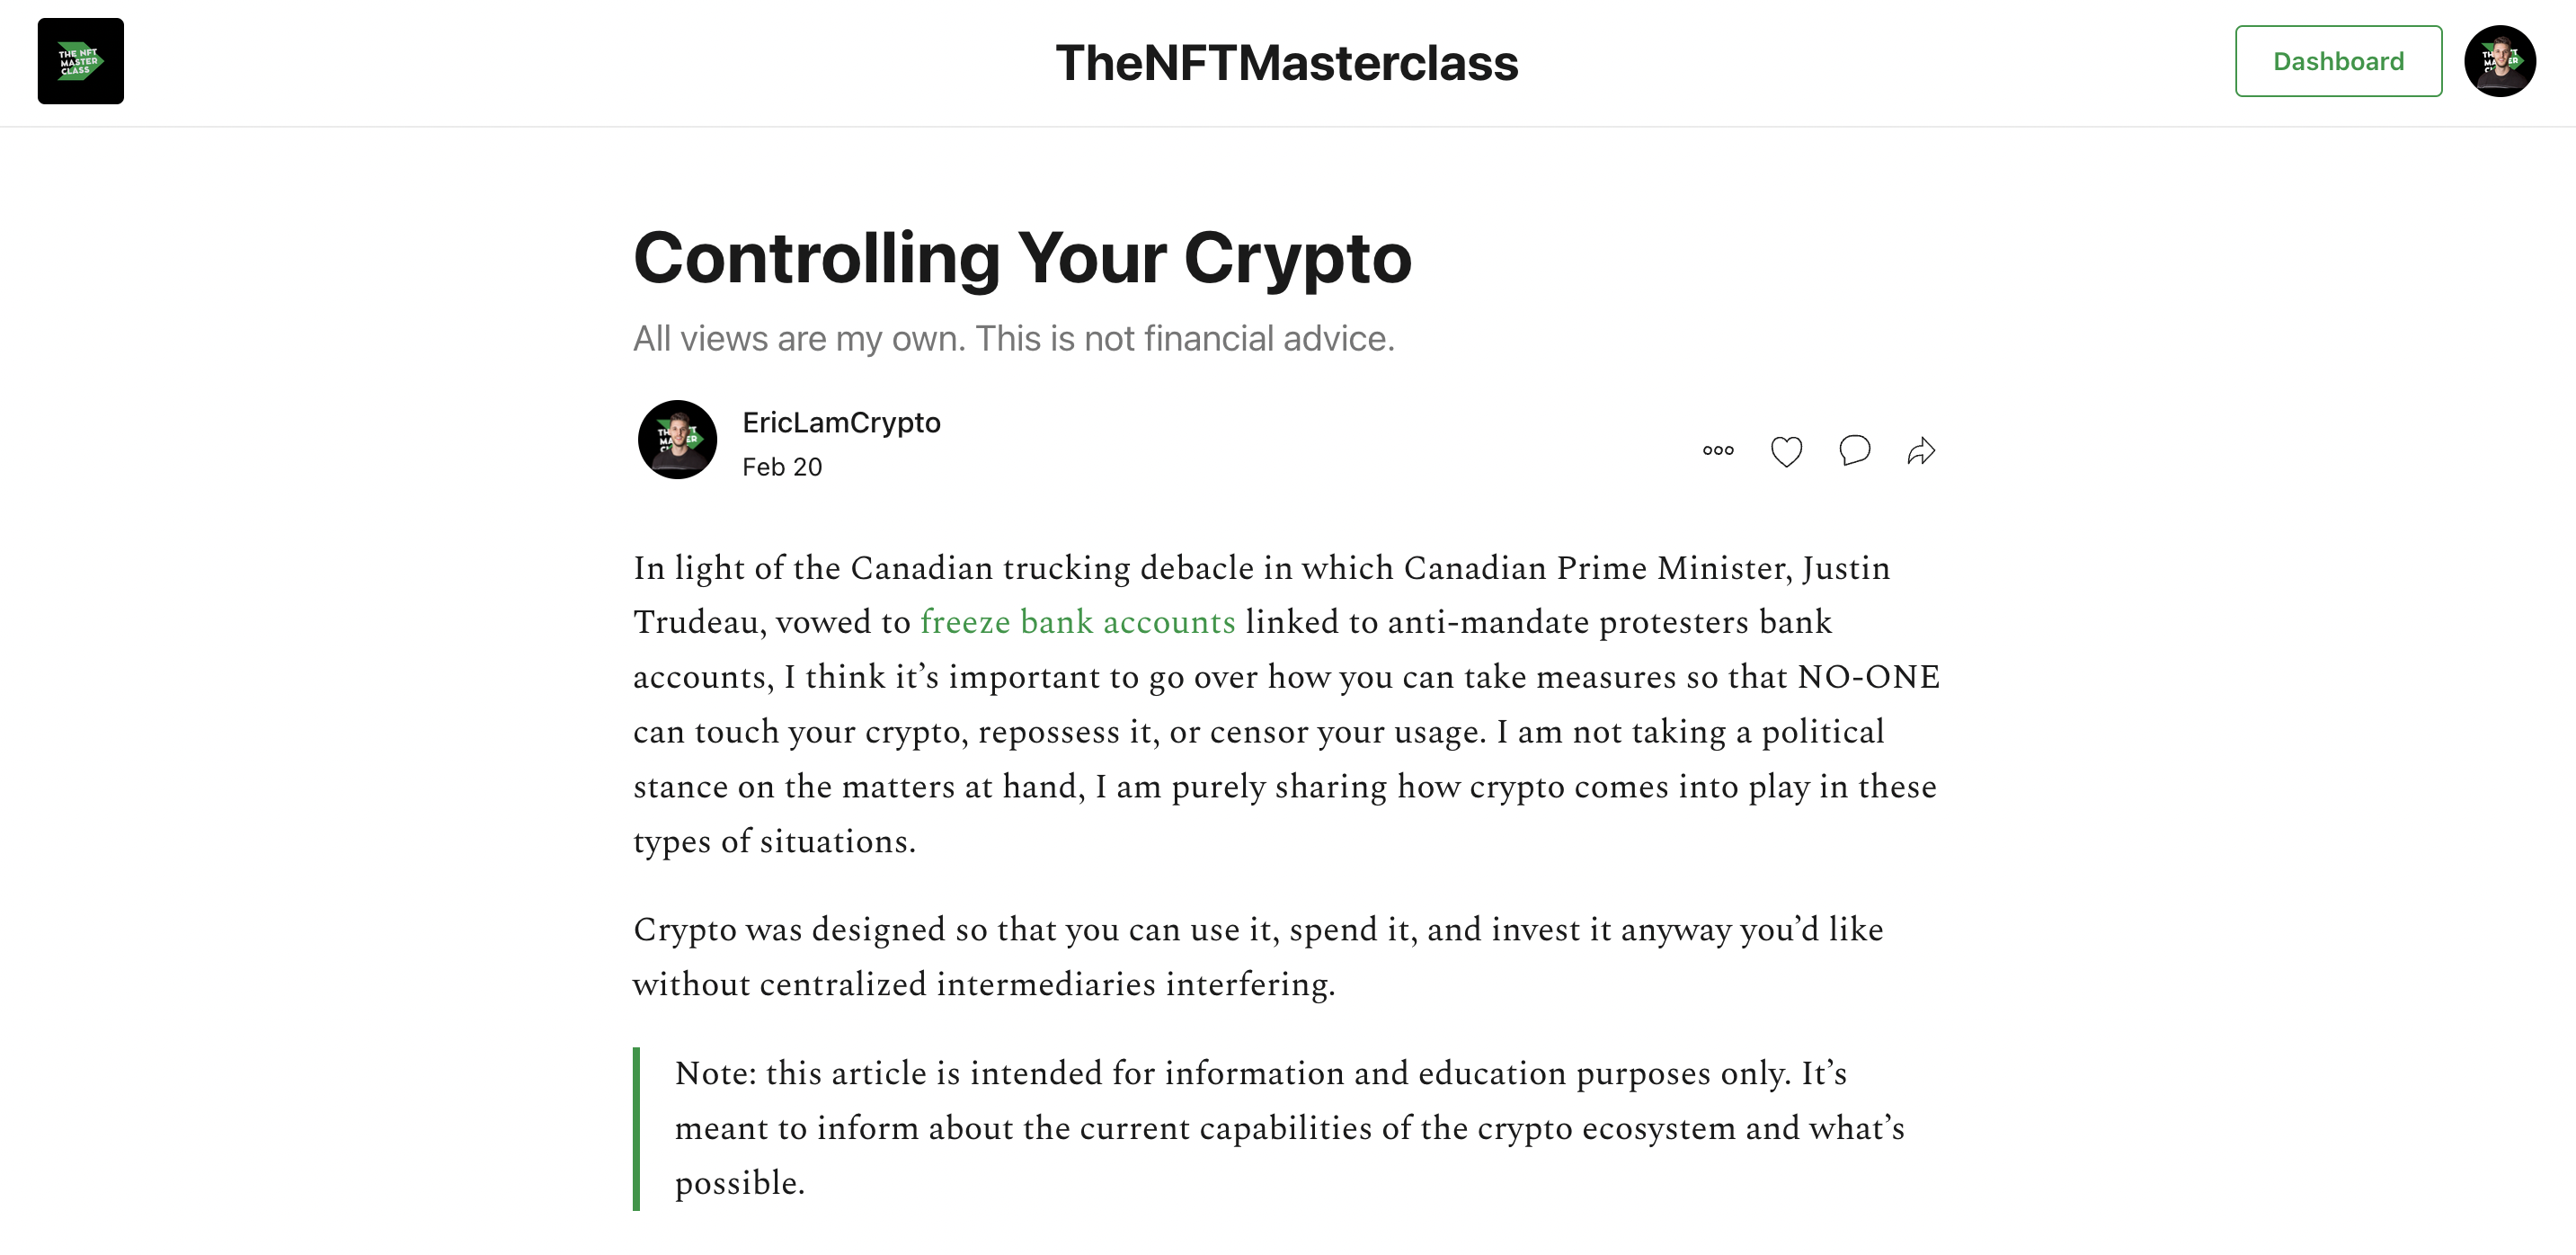 THE NFT
MASTER
CLASS
TheNFTMasterclass
Dashboard
Controlling Your Crypto
All views are my own. This is not financial advice.
EricLamCrypto
Feb 20
In light of the Canadian trucking debacle in which Canadian Prime Minister, Justin
Trudeau, vowed to freeze bank accounts linked to anti-mandate protesters bank
accounts, I think it’s important to go over how you can take measures so that NO-ONE
can touch your crypto, repossess it, or censor your usage. I am not taking a political
stance on the matters at hand, I am purely sharing how crypto comes into play in these
types of situations.
Crypto was designed so that you can use it, spend it, and invest it anyway you’d like
without centralized intermediaries interfering.
Note: this article is intended for information and education purposes only. It’s
meant to inform about the current capabilities of the crypto ecosystem and what’s
possible.